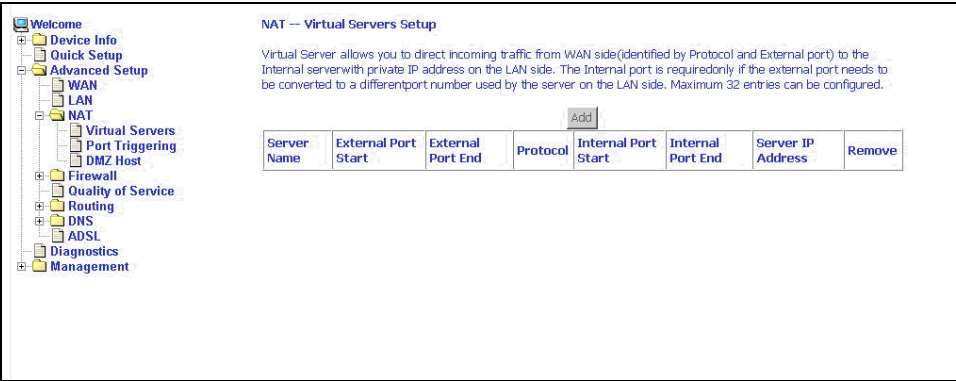 Welcome
Device Info
Quick Setup
Advanced Setup
WAN
LAN
NAT
Virtual Servers
Port Triggering
DMZ Host
Firewall
Quality of Service
Routing
DNS
ADSL
Diagnostics
Management
NAT -- Virtual Servers Setup
Virtual Server allows you to direct incoming traffic from WAN side(identified by Protocol and External port) to the
Internal serverwith private IP address on the LAN side. The Internal port is requiredonly if the external port needs to
be converted to a differentport number used by the server on the LAN side. Maximum 32 entries can be configured.
Add
Server Name
External Port Start
External Port End
Protocol
Internal Port Start
Internal Port End
Server IP Address
Remove